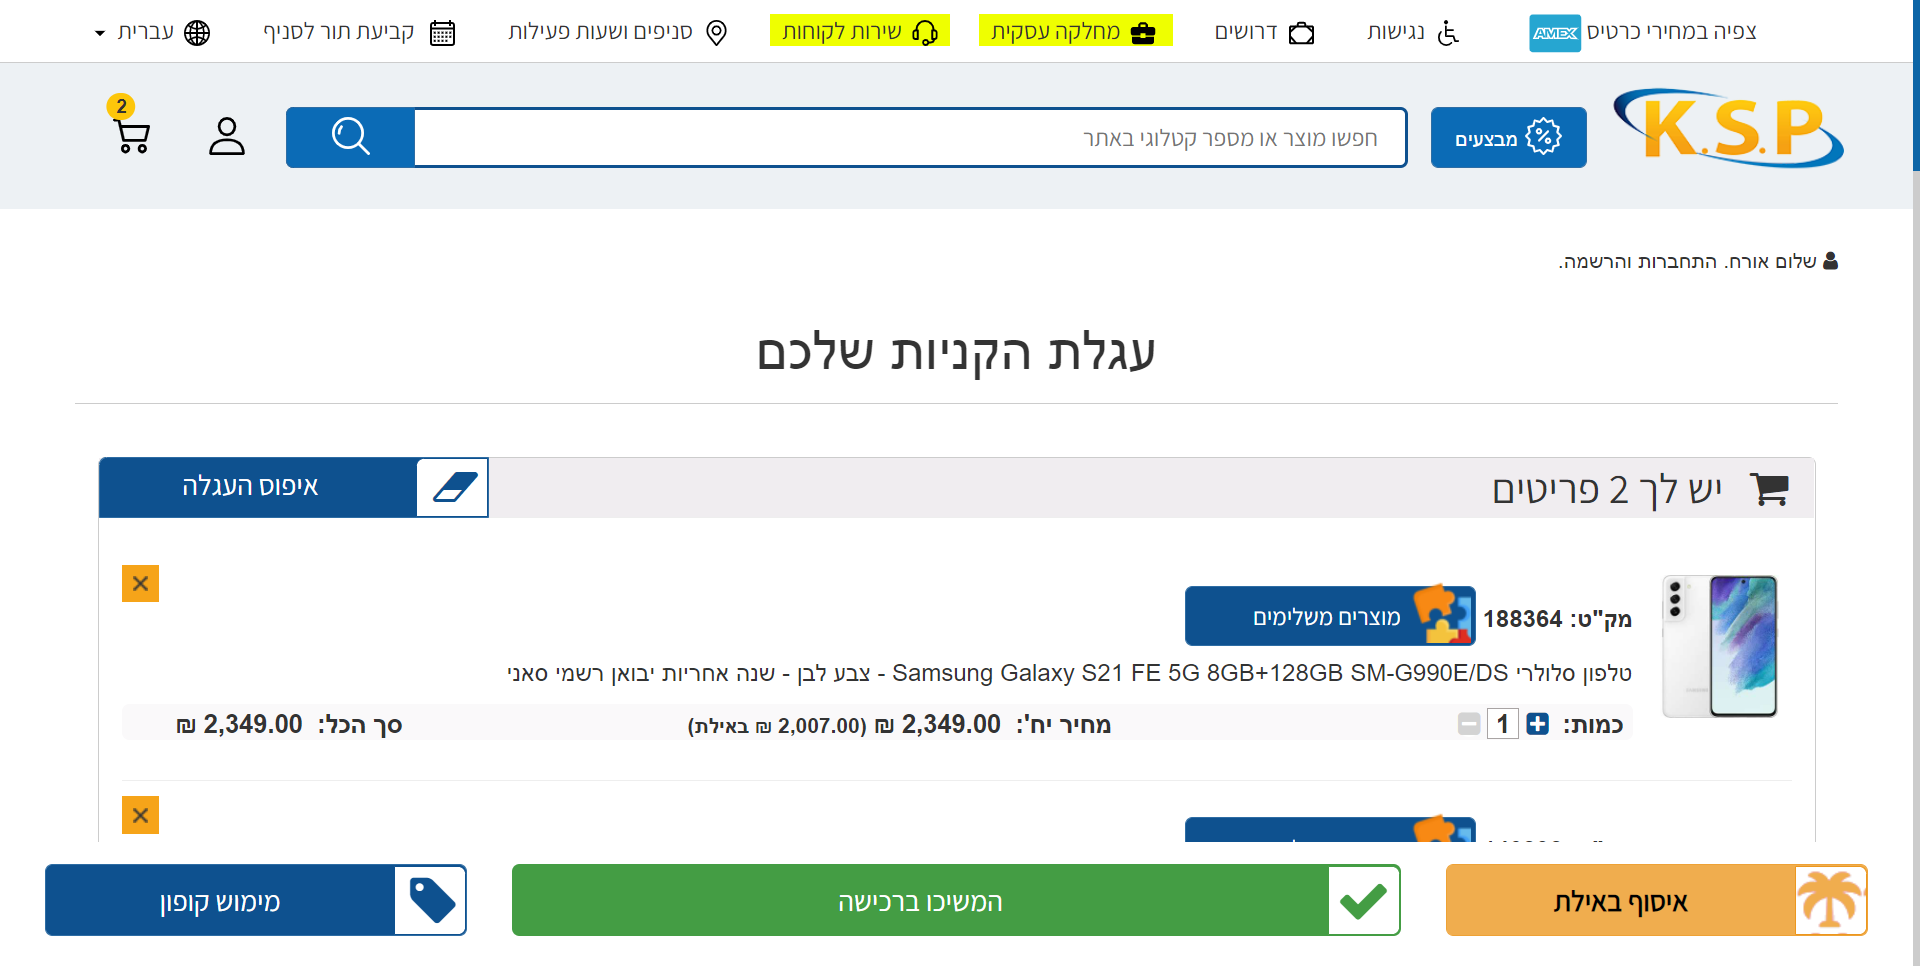 צפיה במחירי כרטיס AMEX
נגישות
דרושים
מחלקה עסקית
שירות לקוחות
סניפים ושעות פעילות
קביעת תור לסניף
עברית
K.S.P
מבצעים
חפשו מוצר או מספר קטלוגי באתר
2
שלום אורח. התחברות והרשמה.
עגלת הקניות שלכם
יש לך 2 פריטים
איפוס העגלה
מק"ט: 188364
מוצרים משלימים
טלפון סלולרי Samsung Galaxy S21 FE 5G 8GB+128GB SM-G990E/DS - צבע לבן - שנה אחריות יבואן רשמי סאני
כמות: 1 מחיר יח': 2,349.00 ₪ (2,007.00 ₪ באילת) סך הכל: 2,349.00 ₪
איסוף באילת
המשיכו ברכישה
מימוש קופון